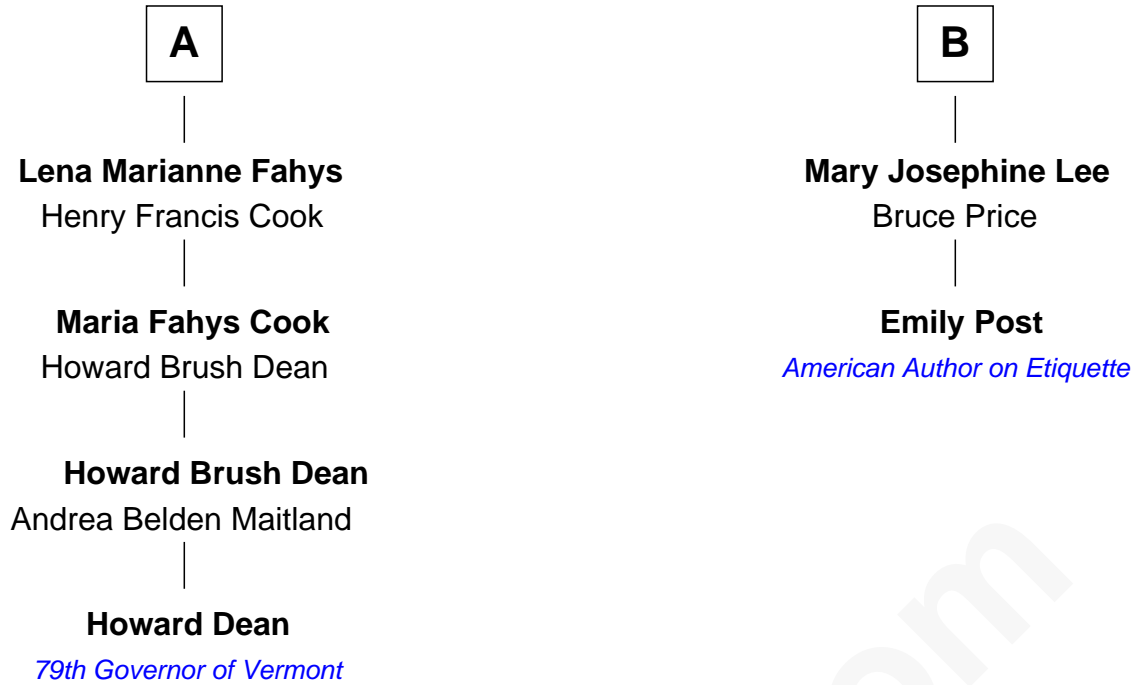 A
Lena Marianne Fahys
Henry Francis Cook
Maria Fahys Cook
Howard Brush Dean
Howard Brush Dean
Andrea Belden Maitland
Howard Dean
79th Governor of Vermont
B
Mary Josephine Lee
Bruce Price
Emily Post
American Author on Etiquette
om